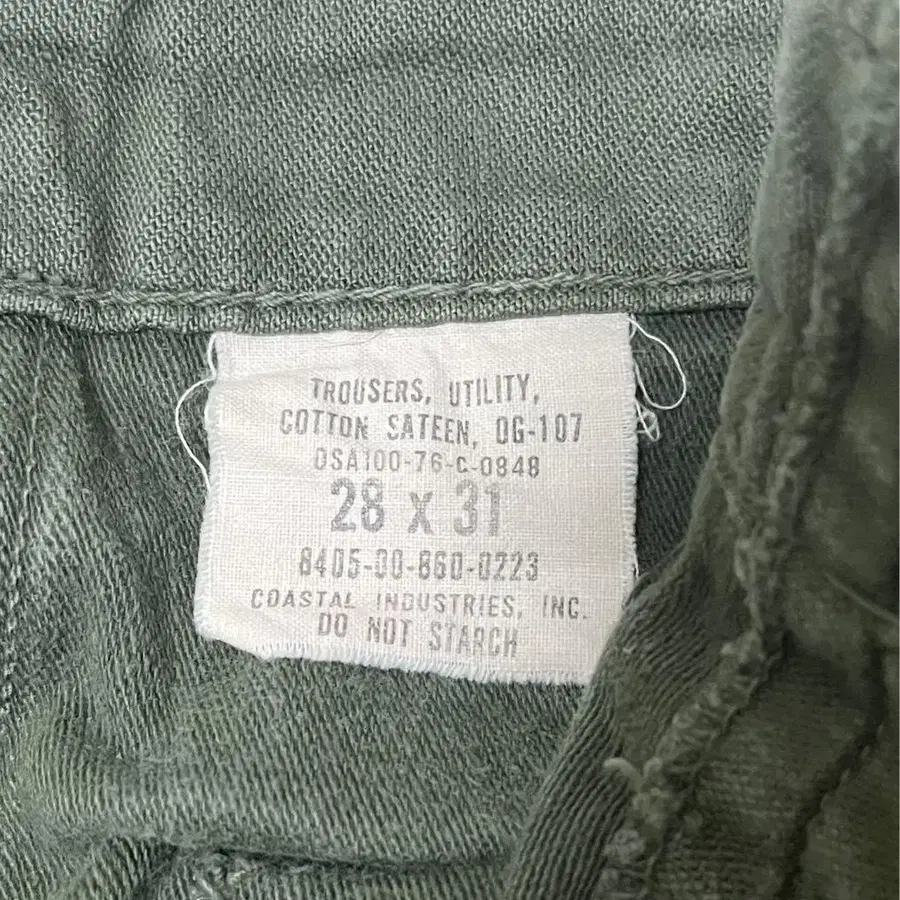 TROUSERS, UTILITY,
COTTON SATEEN, OG-107
DSA100-76-C-0848
28 X 31
8405-00-860-0223
COASTAL INDUSTRIES, INC.
DO NOT STARCH